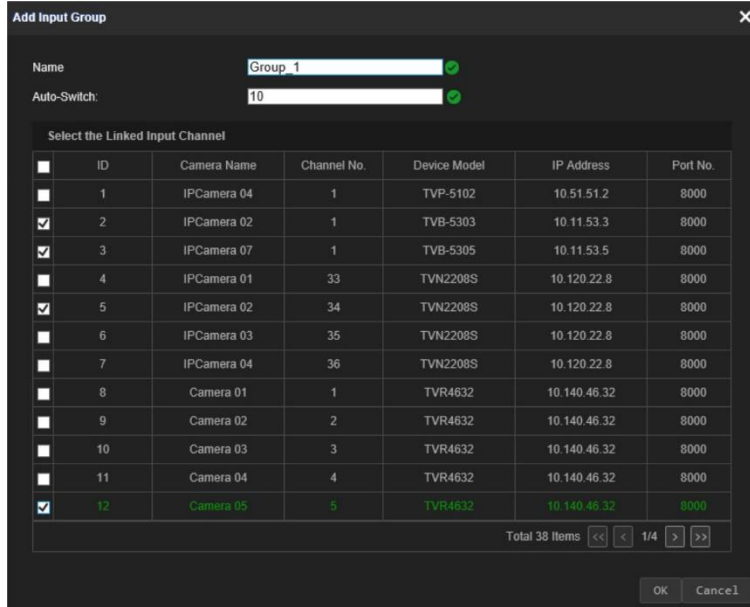 Add Input Group
Name Group_1
Auto-Switch: 10
Select the Linked Input Channel
ID Camera Name Channel No. Device Model IP Address Port No.
1 IPCamera 04 1 TVP-5102 10.51.51.2 8000
2 IPCamera 02 1 TVB-5303 10.11.53.3 8000
3 IPCamera 07 1 TVB-5305 10.11.53.5 8000
4 IPCamera 01 33 TVN2208S 10.120.22.8 8000
5 IPCamera 02 34 TVN2208S 10.120.22.8 8000
6 IPCamera 03 35 TVN2208S 10.120.22.8 8000
7 IPCamera 04 36 TVN2208S 10.120.22.8 8000
8 Camera 01 1 TVR4632 10.140.46.32 8000
9 Camera 02 2 TVR4632 10.140.46.32 8000
10 Camera 03 3 TVR4632 10.140.46.32 8000
11 Camera 04 4 TVR4632 10.140.46.32 8000
12 Camera 05 5 TVR4632 10.140.46.32 8000
Total 38 Items << < 1/4 > >>
OK Cancel